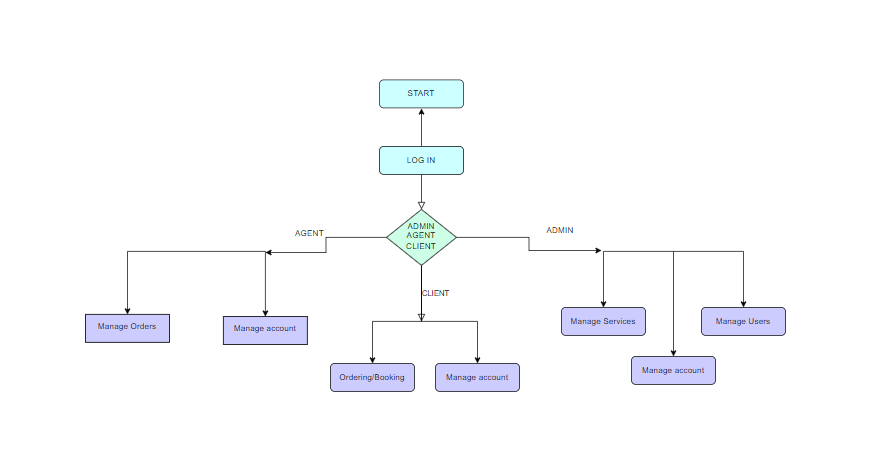 START
LOG IN
ADMIN
AGENT
CLIENT
AGENT
ADMIN
CLIENT
Manage Orders
Manage account
Ordering/Booking
Manage account
Manage Services
Manage account
Manage Users